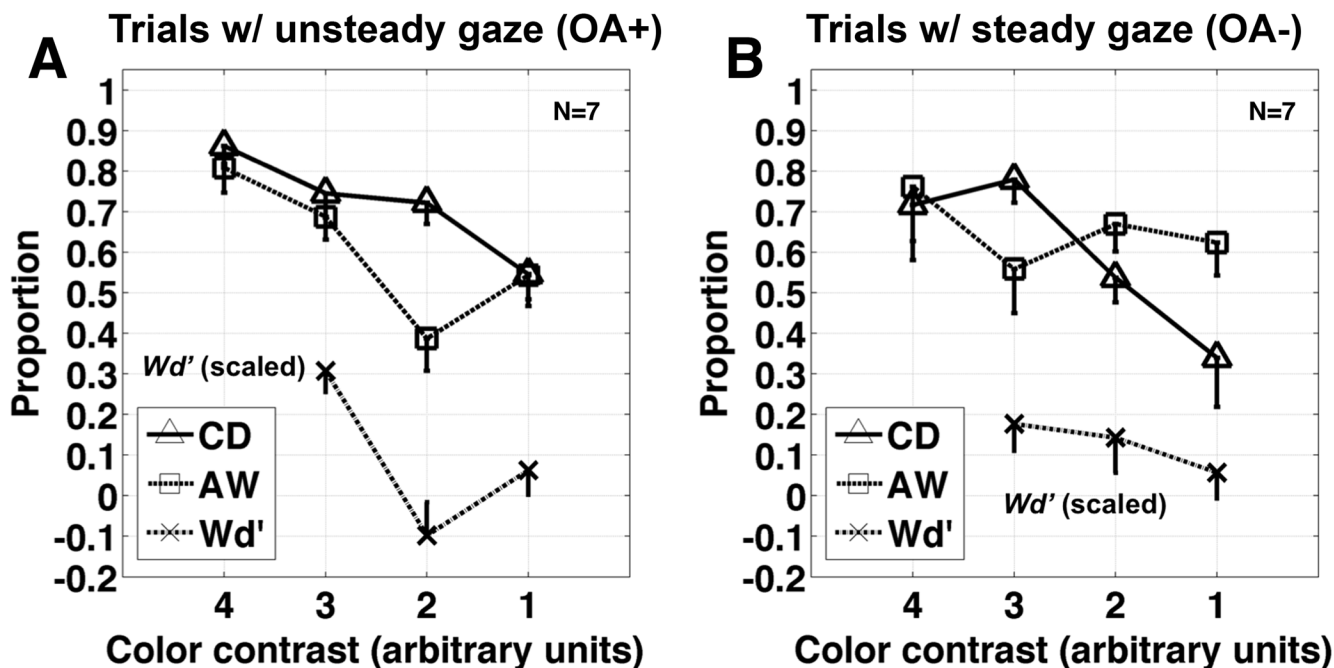 A
Trials w/ unsteady gaze (OA+)
N=7
Proportion
1
0.9
0.8
0.7
0.6
0.5
0.4
0.3
0.2
0.1
0
-0.1
-0.2
Wd’ (scaled)
CD
AW
Wd'
4 3 2 1
Color contrast (arbitrary units)
B
Trials w/ steady gaze (OA-)
N=7
Proportion
1
0.9
0.8
0.7
0.6
0.5
0.4
0.3
0.2
0.1
0
-0.1
-0.2
CD
AW
Wd'
Wd’ (scaled)
4 3 2 1
Color contrast (arbitrary units)